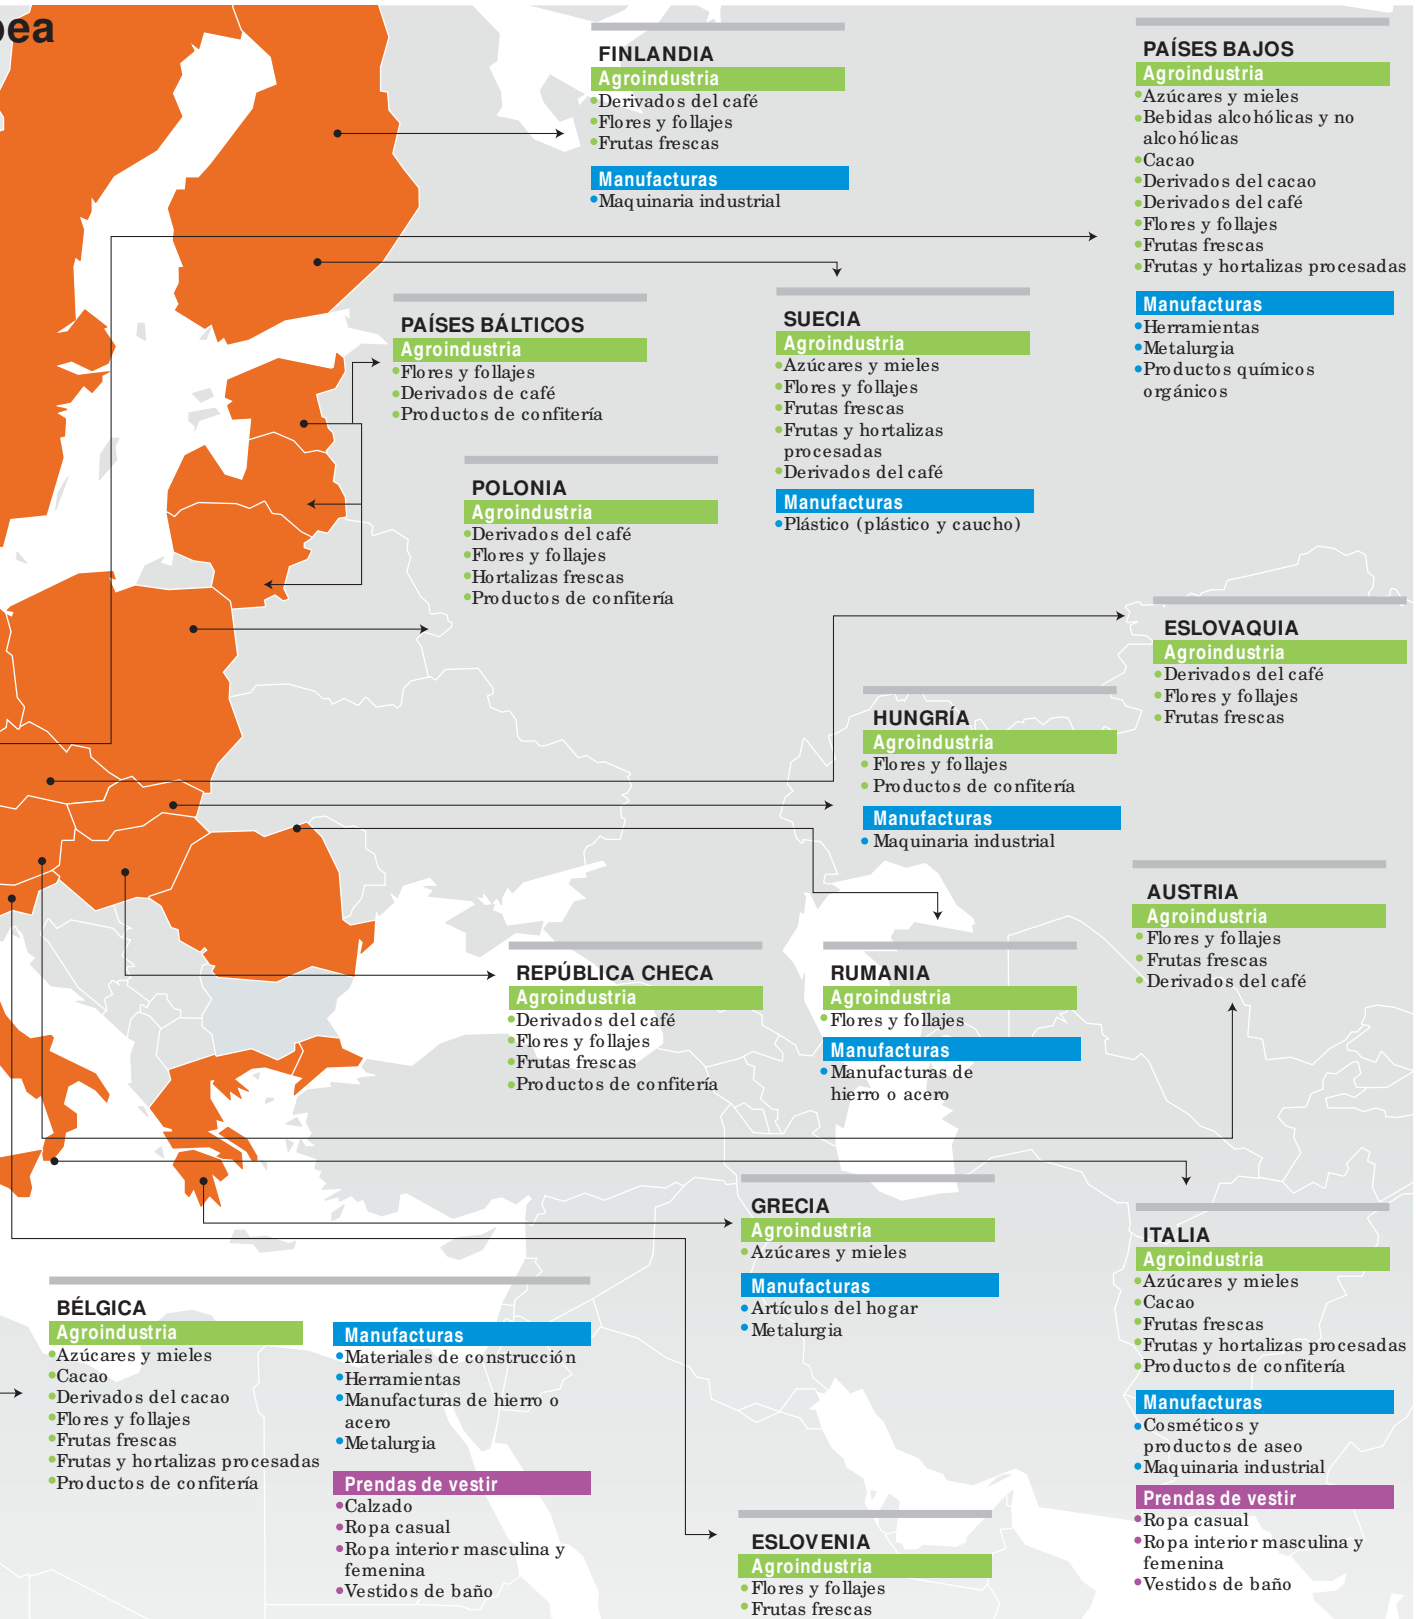 pea
FINLANDIA
Agroindustria
Derivados del café
Flores y follajes
Frutas frescas
Manufacturas
Maquinaria industrial
PAÍSES BAJOS
Agroindustria
Azúcares y mieles
Bebidas alcohólicas y no
alcohólicas
Cacao
Derivados del cacao
Derivados del café
Flores y follajes
Frutas frescas
Frutas y hortalizas procesadas
Manufacturas
Herramientas
Metalurgia
Productos químicos
orgánicos
PAÍSES BÁLTICOS
Agroindustria
Flores y follajes
Derivados de café
Productos de confitería
SUECIA
Agroindustria
Azúcares y mieles
Flores y follajes
Frutas frescas
Frutas y hortalizas
procesadas
Derivados del café
Manufacturas
Plástico (plástico y caucho)
POLONIA
Agroindustria
Derivados del café
Flores y follajes
Hortalizas frescas
Productos de confitería
ESLOVAQUIA
Agroindustria
Derivados del café
Flores y follajes
Frutas frescas
HUNGRÍA
Agroindustria
Flores y follajes
Productos de confitería
Manufacturas
Maquinaria industrial
AUSTRIA
Agroindustria
Flores y follajes
Frutas frescas
Derivados del café
REPÚBLICA CHECA
Agroindustria
Derivados del café
Flores y follajes
Frutas frescas
Productos de confitería
RUMANIA
Agroindustria
Flores y follajes
Manufacturas
Manufacturas de
hierro o acero
GRECIA
Agroindustria
Azúcares y mieles
Manufacturas
Artículos del hogar
Metalurgia
ITALIA
Agroindustria
Azúcares y mieles
Cacao
Frutas frescas
Frutas y hortalizas procesadas
Productos de confitería
Manufacturas
Cosméticos y
productos de aseo
Maquinaria industrial
Prendas de vestir
Ropa casual
Ropa interior masculina y
femenina
Vestidos de baño
BÉLGICA
Agroindustria
Azúcares y mieles
Cacao
Derivados del cacao
Flores y follajes
Frutas frescas
Frutas y hortalizas procesadas
Productos de confitería
Manufacturas
Materiales de construcción
Herramientas
Manufacturas de hierro o
acero
Metalurgia
Prendas de vestir
Calzado
Ropa casual
Ropa interior masculina y
femenina
Vestidos de baño
ESLOVENIA
Agroindustria
Flores y follajes
Frutas frescas